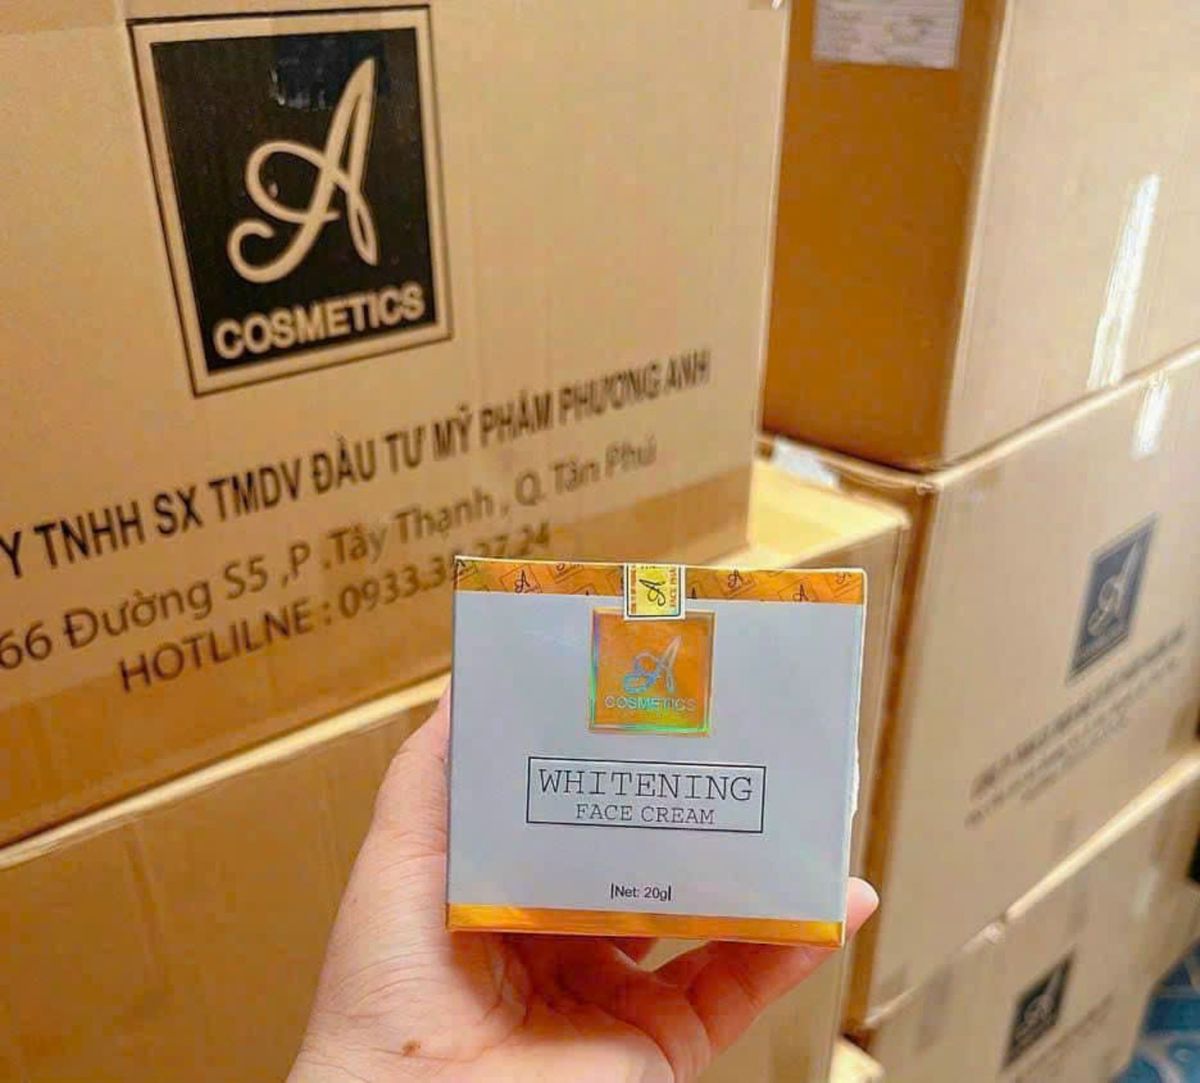 A
COSMETICS
Y TNHH SX TMDV ĐẦU TƯ MỸ PHẨM PHƯƠNG ANH
66 Đường S5 ,P .Tây Thạnh , Q. Tân Phú
HOTLILNE : 0933.
A
COSMETICS
WHITENING
FACE CREAM
|Net: 20g|